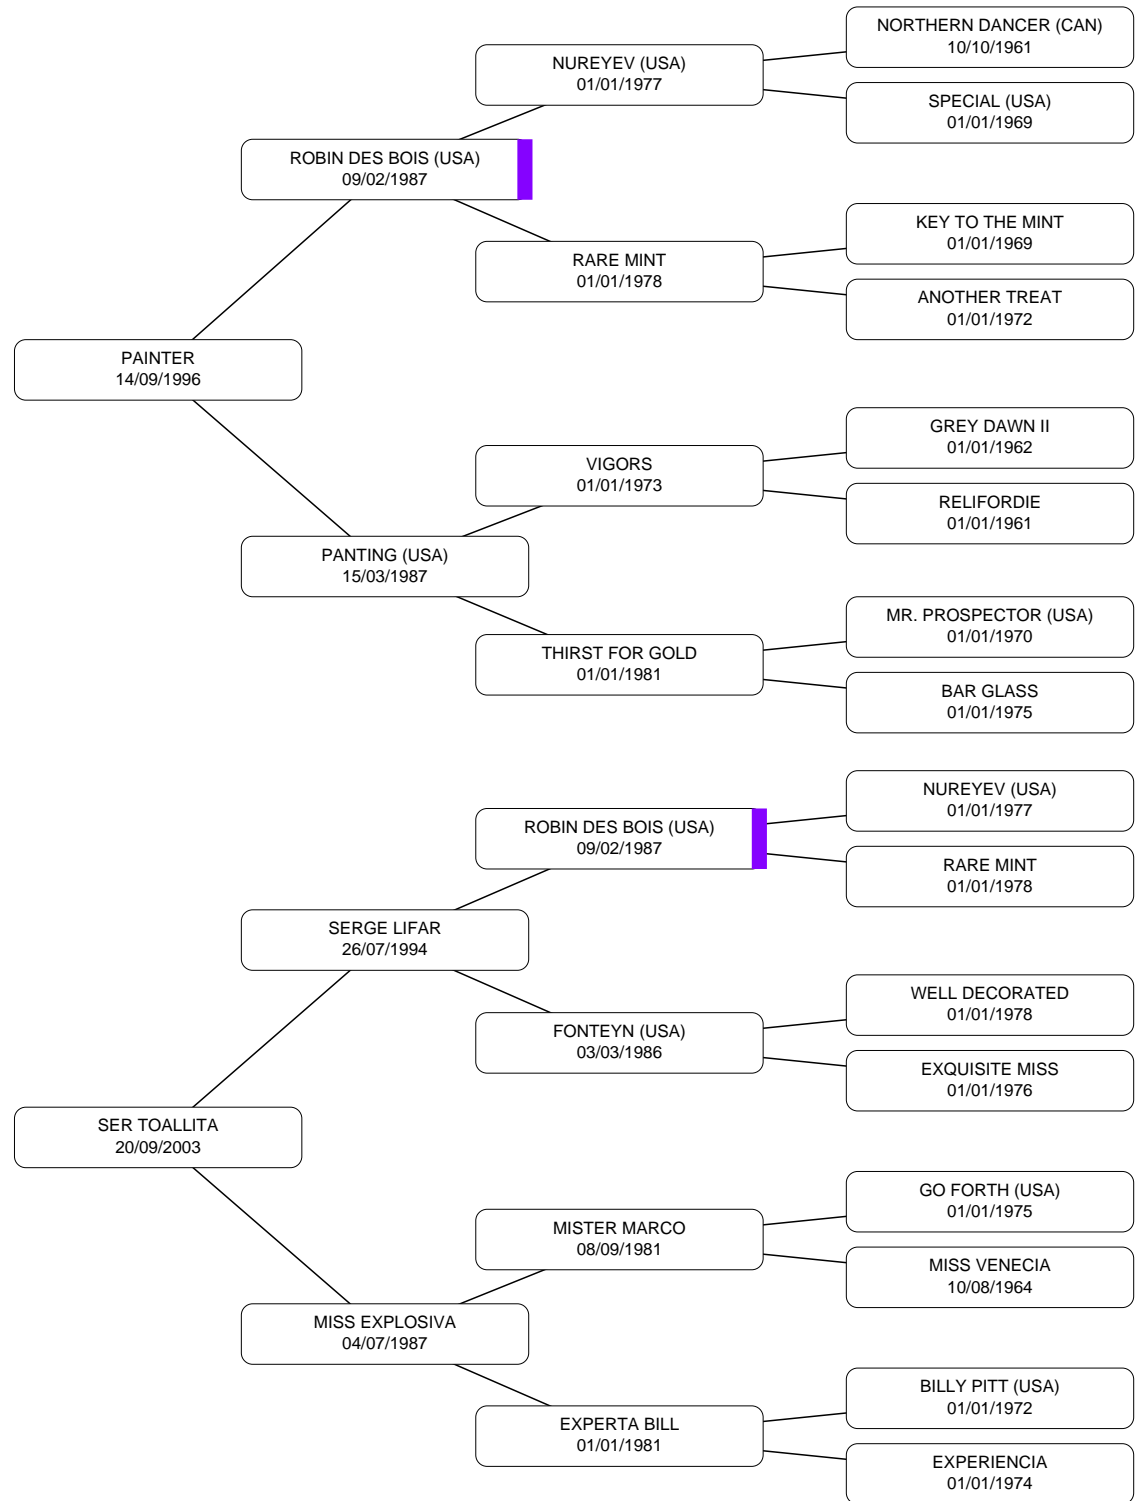 NORTHERN DANCER (CAN)
10/10/1961
NUREYEV (USA)
01/01/1977
SPECIAL (USA)
01/01/1969
ROBIN DES BOIS (USA)
09/02/1987
KEY TO THE MINT
01/01/1969
RARE MINT
01/01/1978
ANOTHER TREAT
01/01/1972
PAINTER
14/09/1996
GREY DAWN II
01/01/1962
VIGORS
01/01/1973
RELIFORDIE
01/01/1961
PANTING (USA)
15/03/1987
MR. PROSPECTOR (USA)
01/01/1970
THIRST FOR GOLD
01/01/1981
BAR GLASS
01/01/1975
NUREYEV (USA)
01/01/1977
ROBIN DES BOIS (USA)
09/02/1987
RARE MINT
01/01/1978
SERGE LIFAR
26/07/1994
WELL DECORATED
01/01/1978
FONTEYN (USA)
03/03/1986
EXQUISITE MISS
01/01/1976
SER TOALLITA
20/09/2003
GO FORTH (USA)
01/01/1975
MISTER MARCO
08/09/1981
MISS VENECIA
10/08/1964
MISS EXPLOSIVA
04/07/1987
BILLY PITT (USA)
01/01/1972
EXPERTA BILL
01/01/1981
EXPERIENCIA
01/01/1974